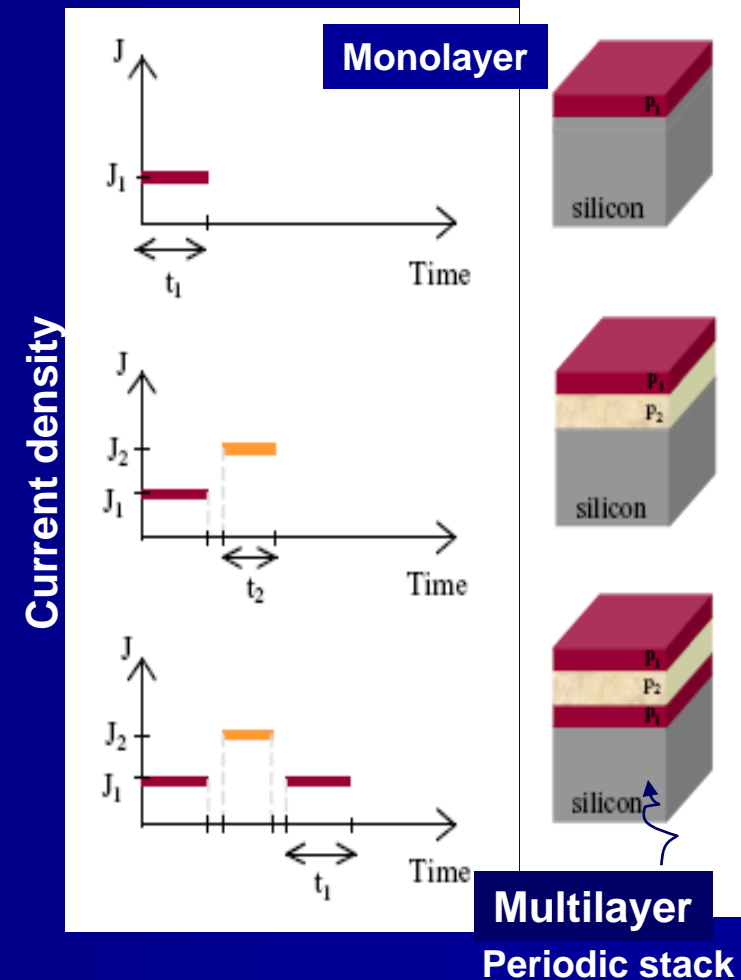 Current density
Monolayer
J
J₁
t₁
Time
P₁
silicon
J
J₂
J₁
t₂
Time
P₁
P₂
silicon
J
J₂
J₁
t₁
Time
P₁
P₂
P₁
silicon
Multilayer
Periodic stack